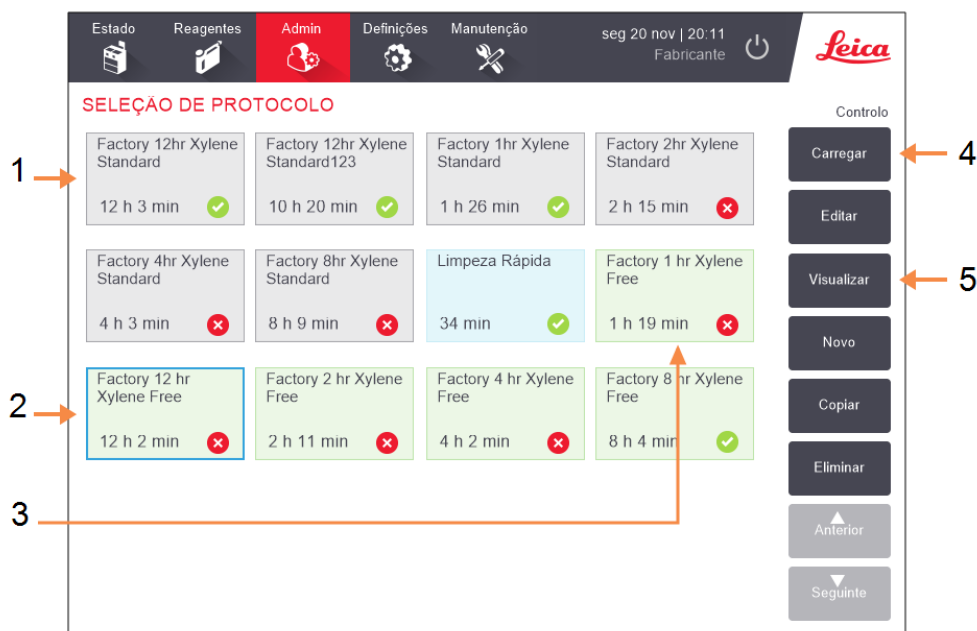 Estado
Reagentes
Admin
Definições
Manutenção
seg 20 nov | 20:11
Fabricante
Leica
SELEÇÃO DE PROTOCOLO
Controlo
1
Factory 12hr Xylene
Standard
12 h 3 min
Factory 12hr Xylene
Standard123
10 h 20 min
Factory 1hr Xylene
Standard
1 h 26 min
Factory 2hr Xylene
Standard
2 h 15 min
Carregar
4
Editar
Factory 4hr Xylene
Standard
4 h 3 min
Factory 8hr Xylene
Standard
8 h 9 min
Limpeza Rápida
34 min
Factory 1 hr Xylene
Free
1 h 19 min
Visualizar
5
Novo
2
Factory 12 hr
Xylene Free
12 h 2 min
Factory 2 hr Xylene
Free
2 h 11 min
Factory 4 hr Xylene
Free
4 h 2 min
Factory 8 hr Xylene
Free
8 h 4 min
Copiar
Eliminar
3
Anterior
Seguinte